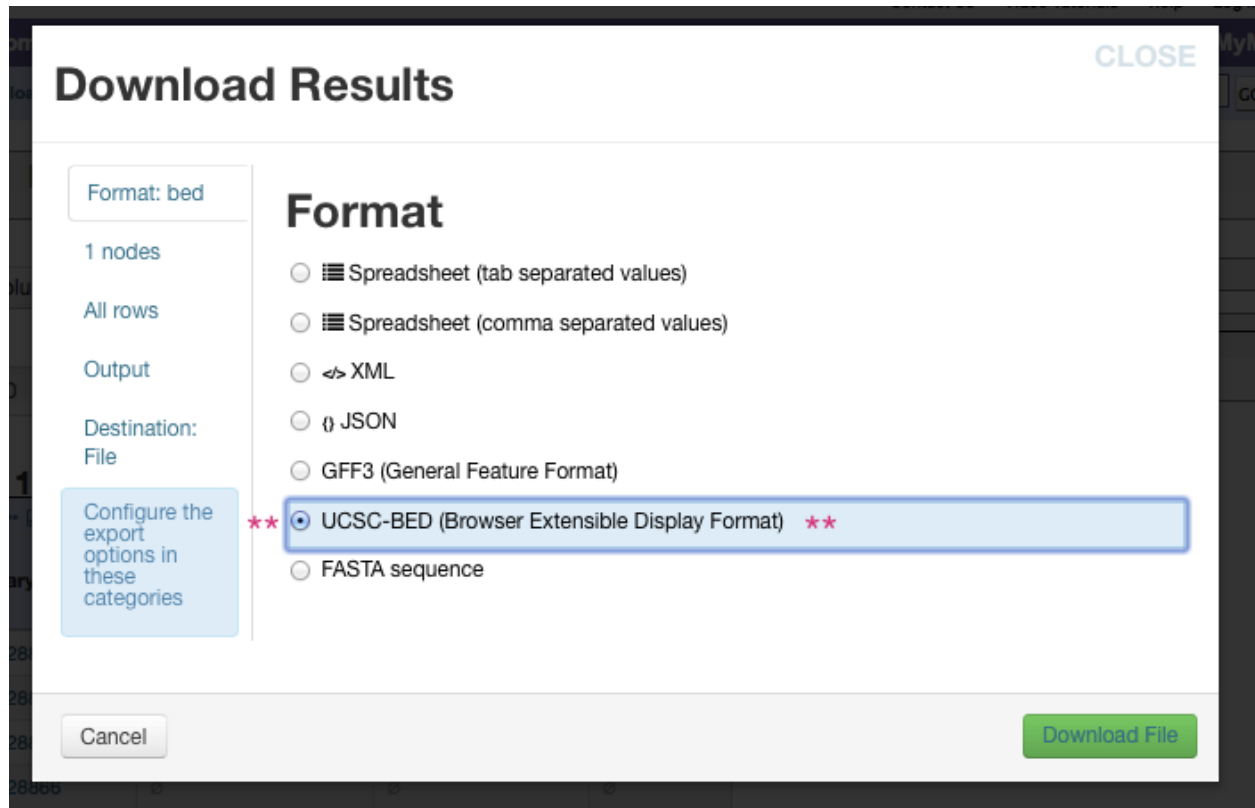 CLOSE
Download Results
Format: bed
1 nodes
All rows
Output
Destination:
File
Configure the
export
options in
these
categories
Format
Spreadsheet (tab separated values)
Spreadsheet (comma separated values)
</> XML
{} JSON
GFF3 (General Feature Format)
** UCSC-BED (Browser Extensible Display Format) **
FASTA sequence
Cancel
Download File
28866